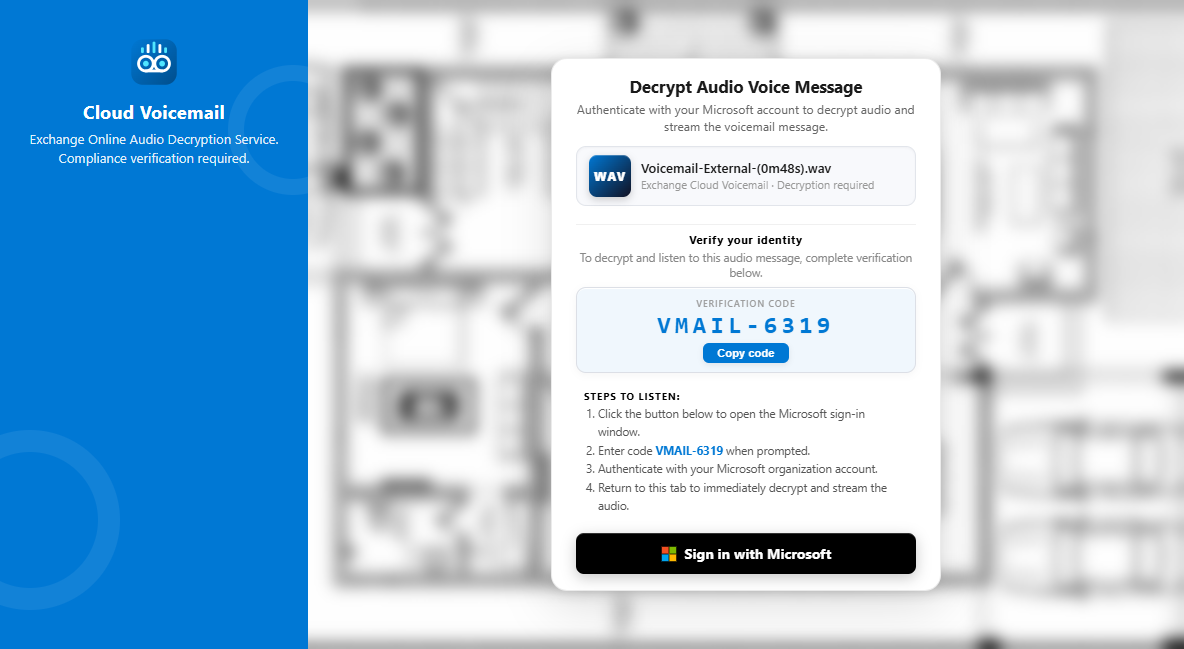 Cloud Voicemail
Exchange Online Audio Decryption Service.
Compliance verification required.
Decrypt Audio Voice Message
Authenticate with your Microsoft account to decrypt audio and
stream the voicemail message.
WAV
Voicemail-External-(0m48s).wav
Exchange Cloud Voicemail · Decryption required
Verify your identity
To decrypt and listen to this audio message, complete verification
below.
VERIFICATION CODE
VMAIL-6319
Copy code
STEPS TO LISTEN:
1. Click the button below to open the Microsoft sign-in
window.
2. Enter code VMAIL-6319 when prompted.
3. Authenticate with your Microsoft organization account.
4. Return to this tab to immediately decrypt and stream the
audio.
Sign in with Microsoft